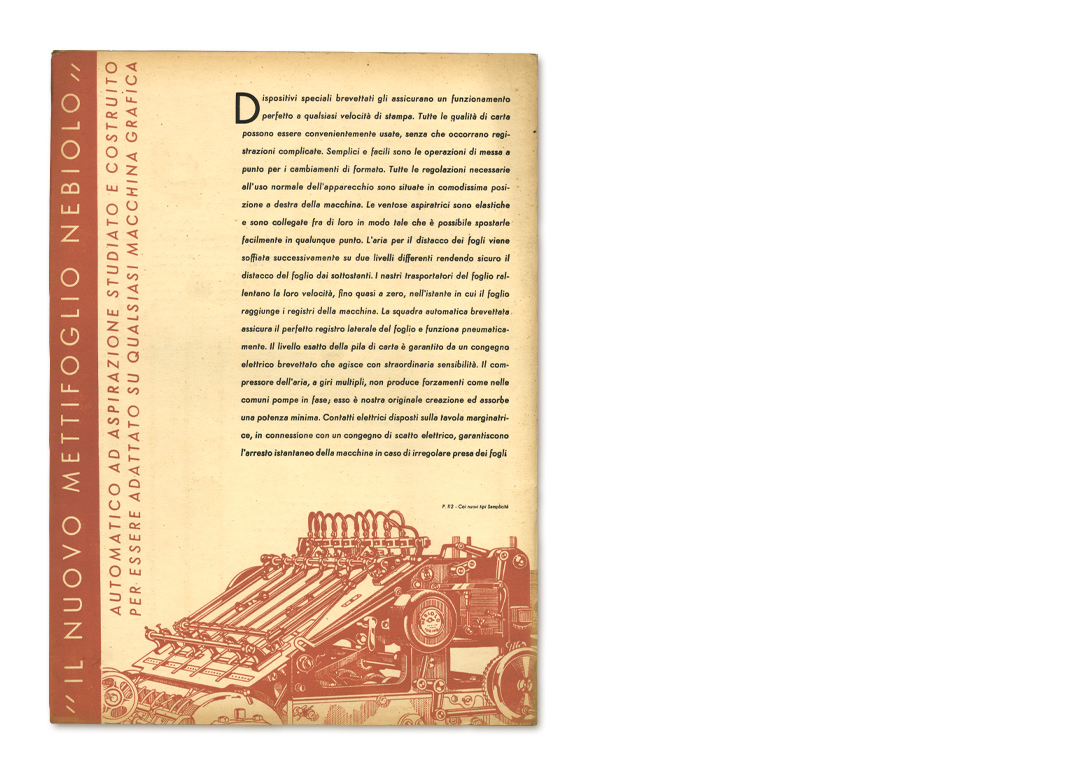 〃IL NUOVO METTIFOGLIO NEBIOLO〃
AUTOMATICO AD ASPIRAZIONE STUDIATO E COSTRUITO
PER ESSERE ADATTATO SU QUALSIASI MACCHINA GRAFICA
Dispositivi speciali brevettati gli assicurano un funzionamento
perfetto a qualsiasi velocità di stampa. Tutte le qualità di carta
possono essere convenientemente usate, senza che occorrano regi-
strazioni complicate. Semplici e facili sono le operazioni di messa a
punto per i cambiamenti di formato. Tutte le regolazioni necessarie
all'uso normale dell'apparecchio sono situate in comodissima posi-
zione a destra della macchina. Le ventose aspiratrici sono elastiche
e sono collegate fra di loro in modo tale che è possibile spostarle
facilmente in qualunque punto. L'aria per il distacco dei fogli viene
soffiata successivamente su due livelli differenti rendendo sicuro il
distacco del foglio dai sottostanti. I nastri trasportatori del foglio ral-
lentano la loro velocità, fino quasi a zero, nell'istante in cui il foglio
raggiunge i registri della macchina. La squadra automatica brevettata
assicura il perfetto registro laterale del foglio e funziona pneumatica-
mente. Il livello esatto della pila di carta è garantito da un congegno
elettrico brevettato che agisce con straordinaria sensibilità. Il com-
pressore dell'aria, a giri multipli, non produce forzamenti come nelle
comuni pompe in fase; esso è nostra originale creazione ed assorbe
una potenza minima. Contatti elettrici disposti sulla tavola marginatri-
ce, in connessione con un congegno di scatto elettrico, garantiscono
l'arresto istantaneo della macchina in caso di irregolare presa dei fogli
Coi nuovi tipi Semplicità